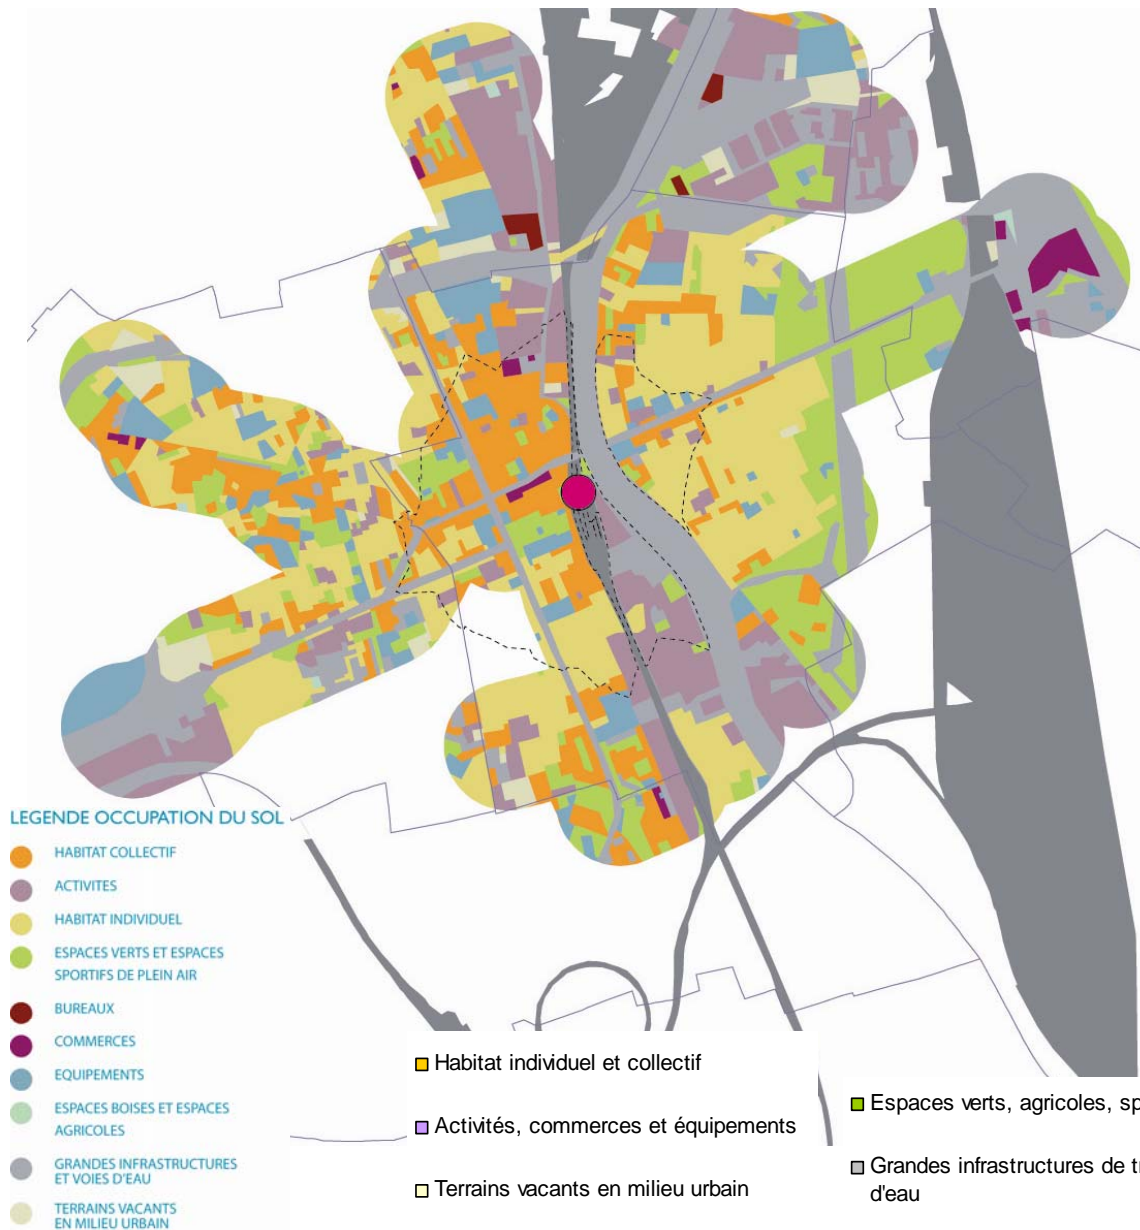 LEGENDE OCCUPATION DU SOL
HABITAT COLLECTIF
ACTIVITES
HABITAT INDIVIDUEL
ESPACES VERTS ET ESPACES
SPORTIFS DE PLEIN AIR
BUREAUX
COMMERCES
EQUIPEMENTS
ESPACES BOISES ET ESPACES
AGRICOLES
GRANDES INFRASTRUCTURES
ET VOIES D'EAU
TERRAINS VACANTS
EN MILIEU URBAIN
Habitat individuel et collectif
Activités, commerces et équipements
Terrains vacants en milieu urbain
Espaces verts, agricoles, sp
Grandes infrastructures de t
d'eau